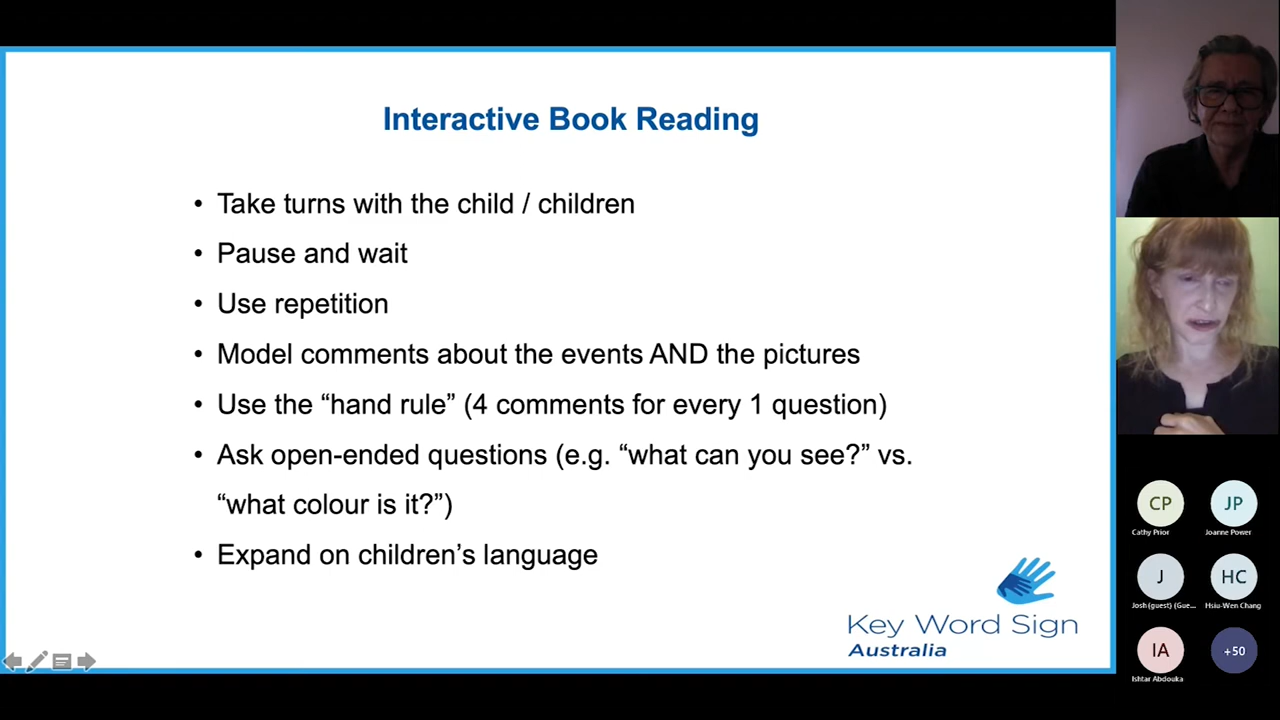 Interactive Book Reading
• Take turns with the child / children
• Pause and wait
• Use repetition
• Model comments about the events AND the pictures
• Use the “hand rule” (4 comments for every 1 question)
• Ask open-ended questions (e.g. “what can you see?” vs.
“what colour is it?”)
• Expand on children’s language
Key Word Sign
Australia
CP
JP
Cathy Prior
Joanne Power
J
HC
Josh (guest) (Gue...
Hsiu-Wen Chang
IA
+50
Ishtar Abdouka